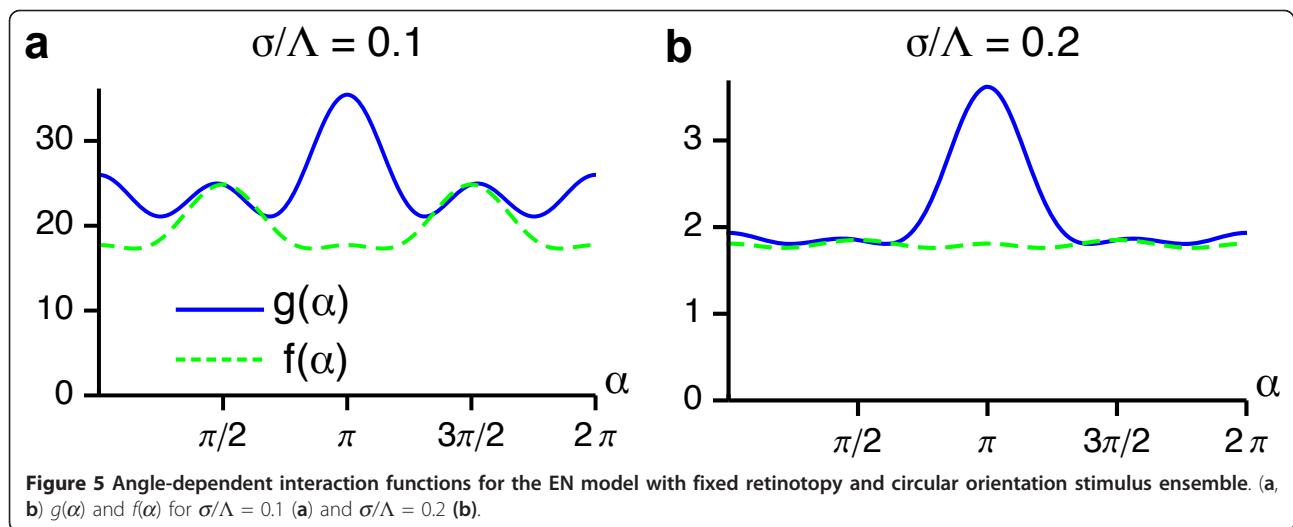 a
σ/Λ = 0.1
30
20
10
0
g(α)
f(α)
α
π/2
π
3π/2
2 π
b
σ/Λ = 0.2
3
2
1
0
α
π/2
π
3π/2
2 π
Figure 5 Angle-dependent interaction functions for the EN model with fixed retinotopy and circular orientation stimulus ensemble. (a,
b) g(α) and f(α) for σ/Λ = 0.1 (a) and σ/Λ = 0.2 (b).